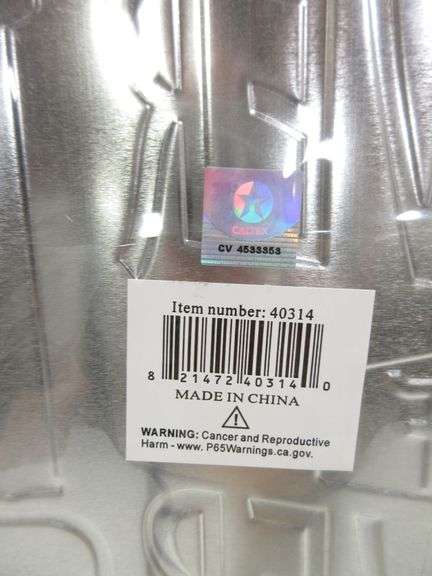 CALTEX
CV 4533353
Item number: 40314
8 21472 40314 0
MADE IN CHINA
WARNING: Cancer and Reproductive
Harm - www. P65Warnings.ca.gov.